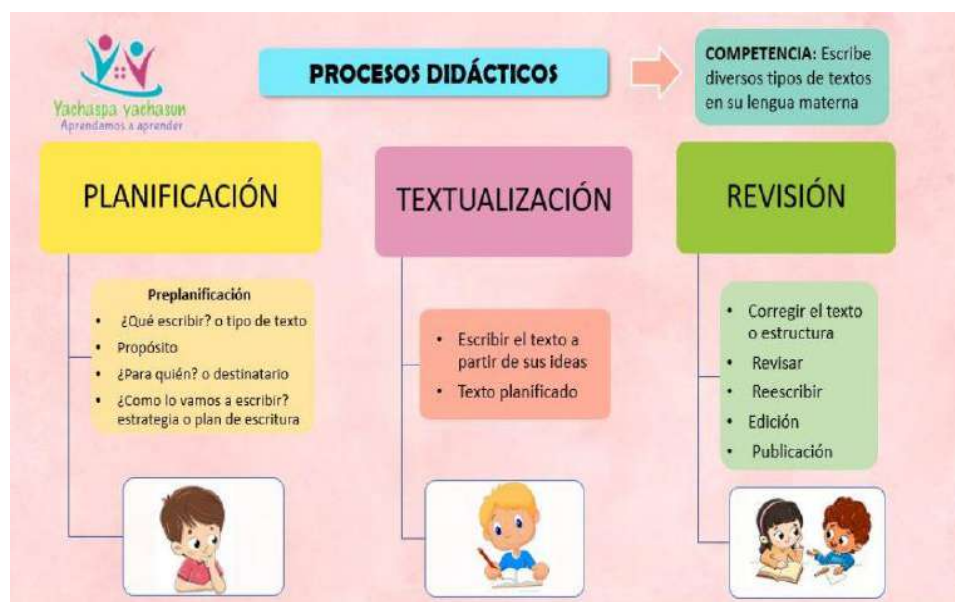 Yachaspa yachasun
Aprendamos a aprender
PROCESOS DIDÁCTICOS
COMPETENCIA: Escribe
diversos tipos de textos
en su lengua materna
PLANIFICACIÓN
Preplanificación
• ¿Qué escribir? o tipo de texto
• Propósito
• ¿Para quién? o destinatario
• ¿Como lo vamos a escribir?
estrategia o plan de escritura
TEXTUALIZACIÓN
• Escribir el texto a
partir de sus ideas
• Texto planificado
REVISIÓN
• Corregir el texto
o estructura
• Revisar
• Reescribir
• Edición
• Publicación